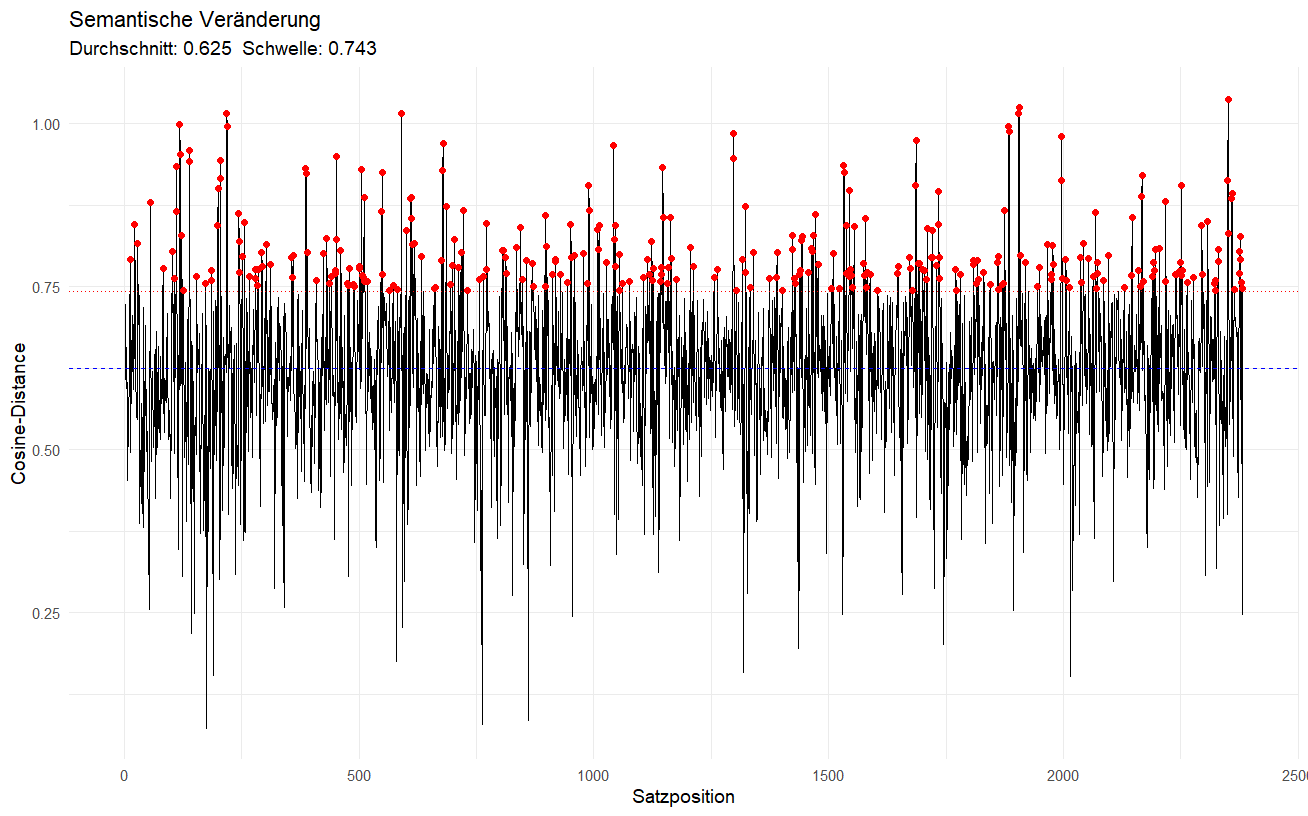 Semantische Veränderung
Durchschnitt: 0.625  Schwelle: 0.743
1.00
0.75
0.50
0.25
Cosine-Distance
0
500
1000
1500
2000
2500
Satzposition